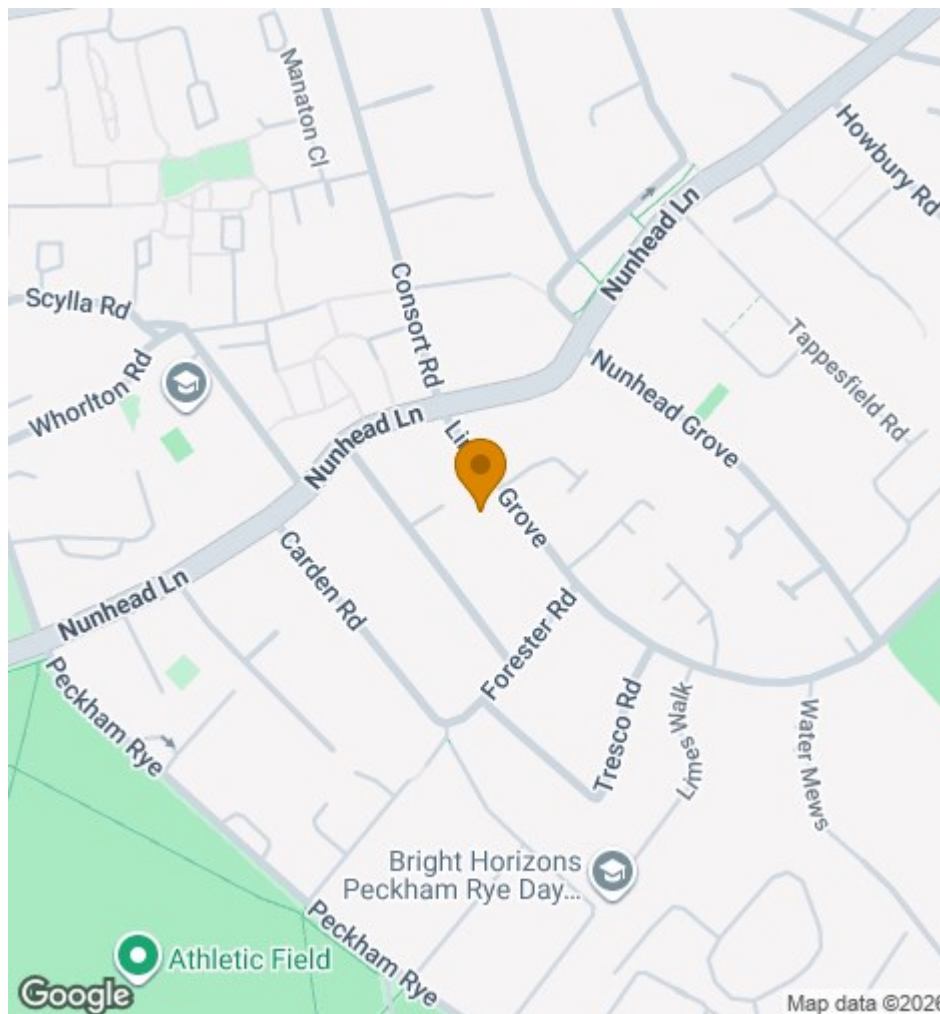 Manaton Cl
Howbury Rd
Nunhead Ln
Consort Rd
Scylla Rd
Tappesfield Rd
Whorlton Rd
Nunhead Grove
Nunhead Ln
Grove
Carden Rd
Nunhead Ln
Forester Rd
Peckham Rye
Tresco Rd
Limes Walk
Water Mews
Bright Horizons
Peckham Rye Day...
Peckham Rye
Athletic Field
Google
Map data ©2026